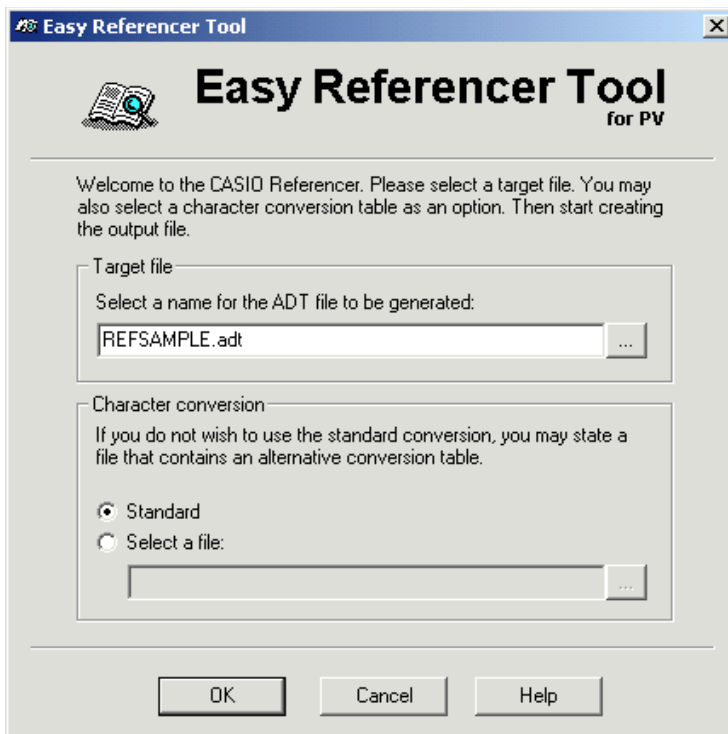 Easy Referencer Tool
Easy Referencer Tool
for PV
Welcome to the CASIO Referencer. Please select a target file. You may
also select a character conversion table as an option. Then start creating
the output file.
Target file
Select a name for the ADT file to be generated:
REFSAMPLE.adt
...
Character conversion
If you do not wish to use the standard conversion, you may state a
file that contains an alternative conversion table.
Standard
Select a file:
...
OK Cancel Help